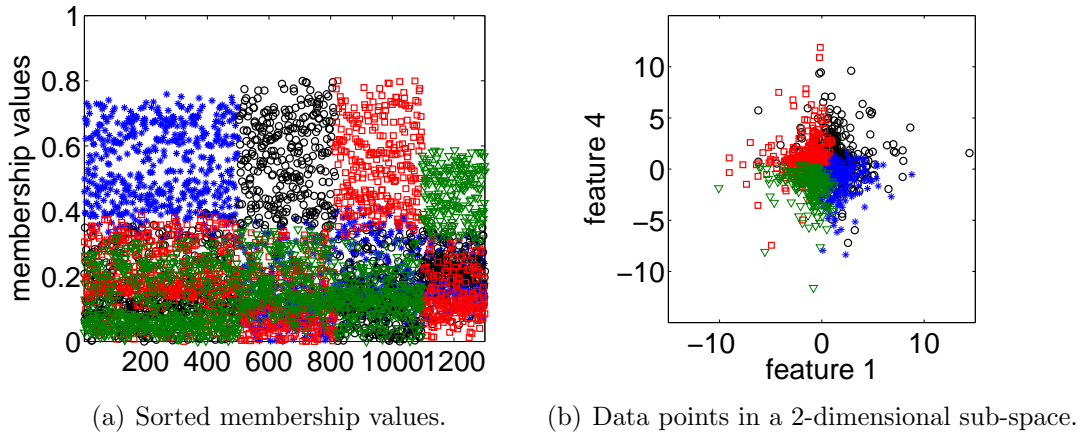 1
0.8
0.6
0.4
0.2
0
membership values
200 400 600 800 1000 1200
(a) Sorted membership values.
10
5
0
−5
−10
feature 4
−10 0 10
feature 1
(b) Data points in a 2-dimensional sub-space.